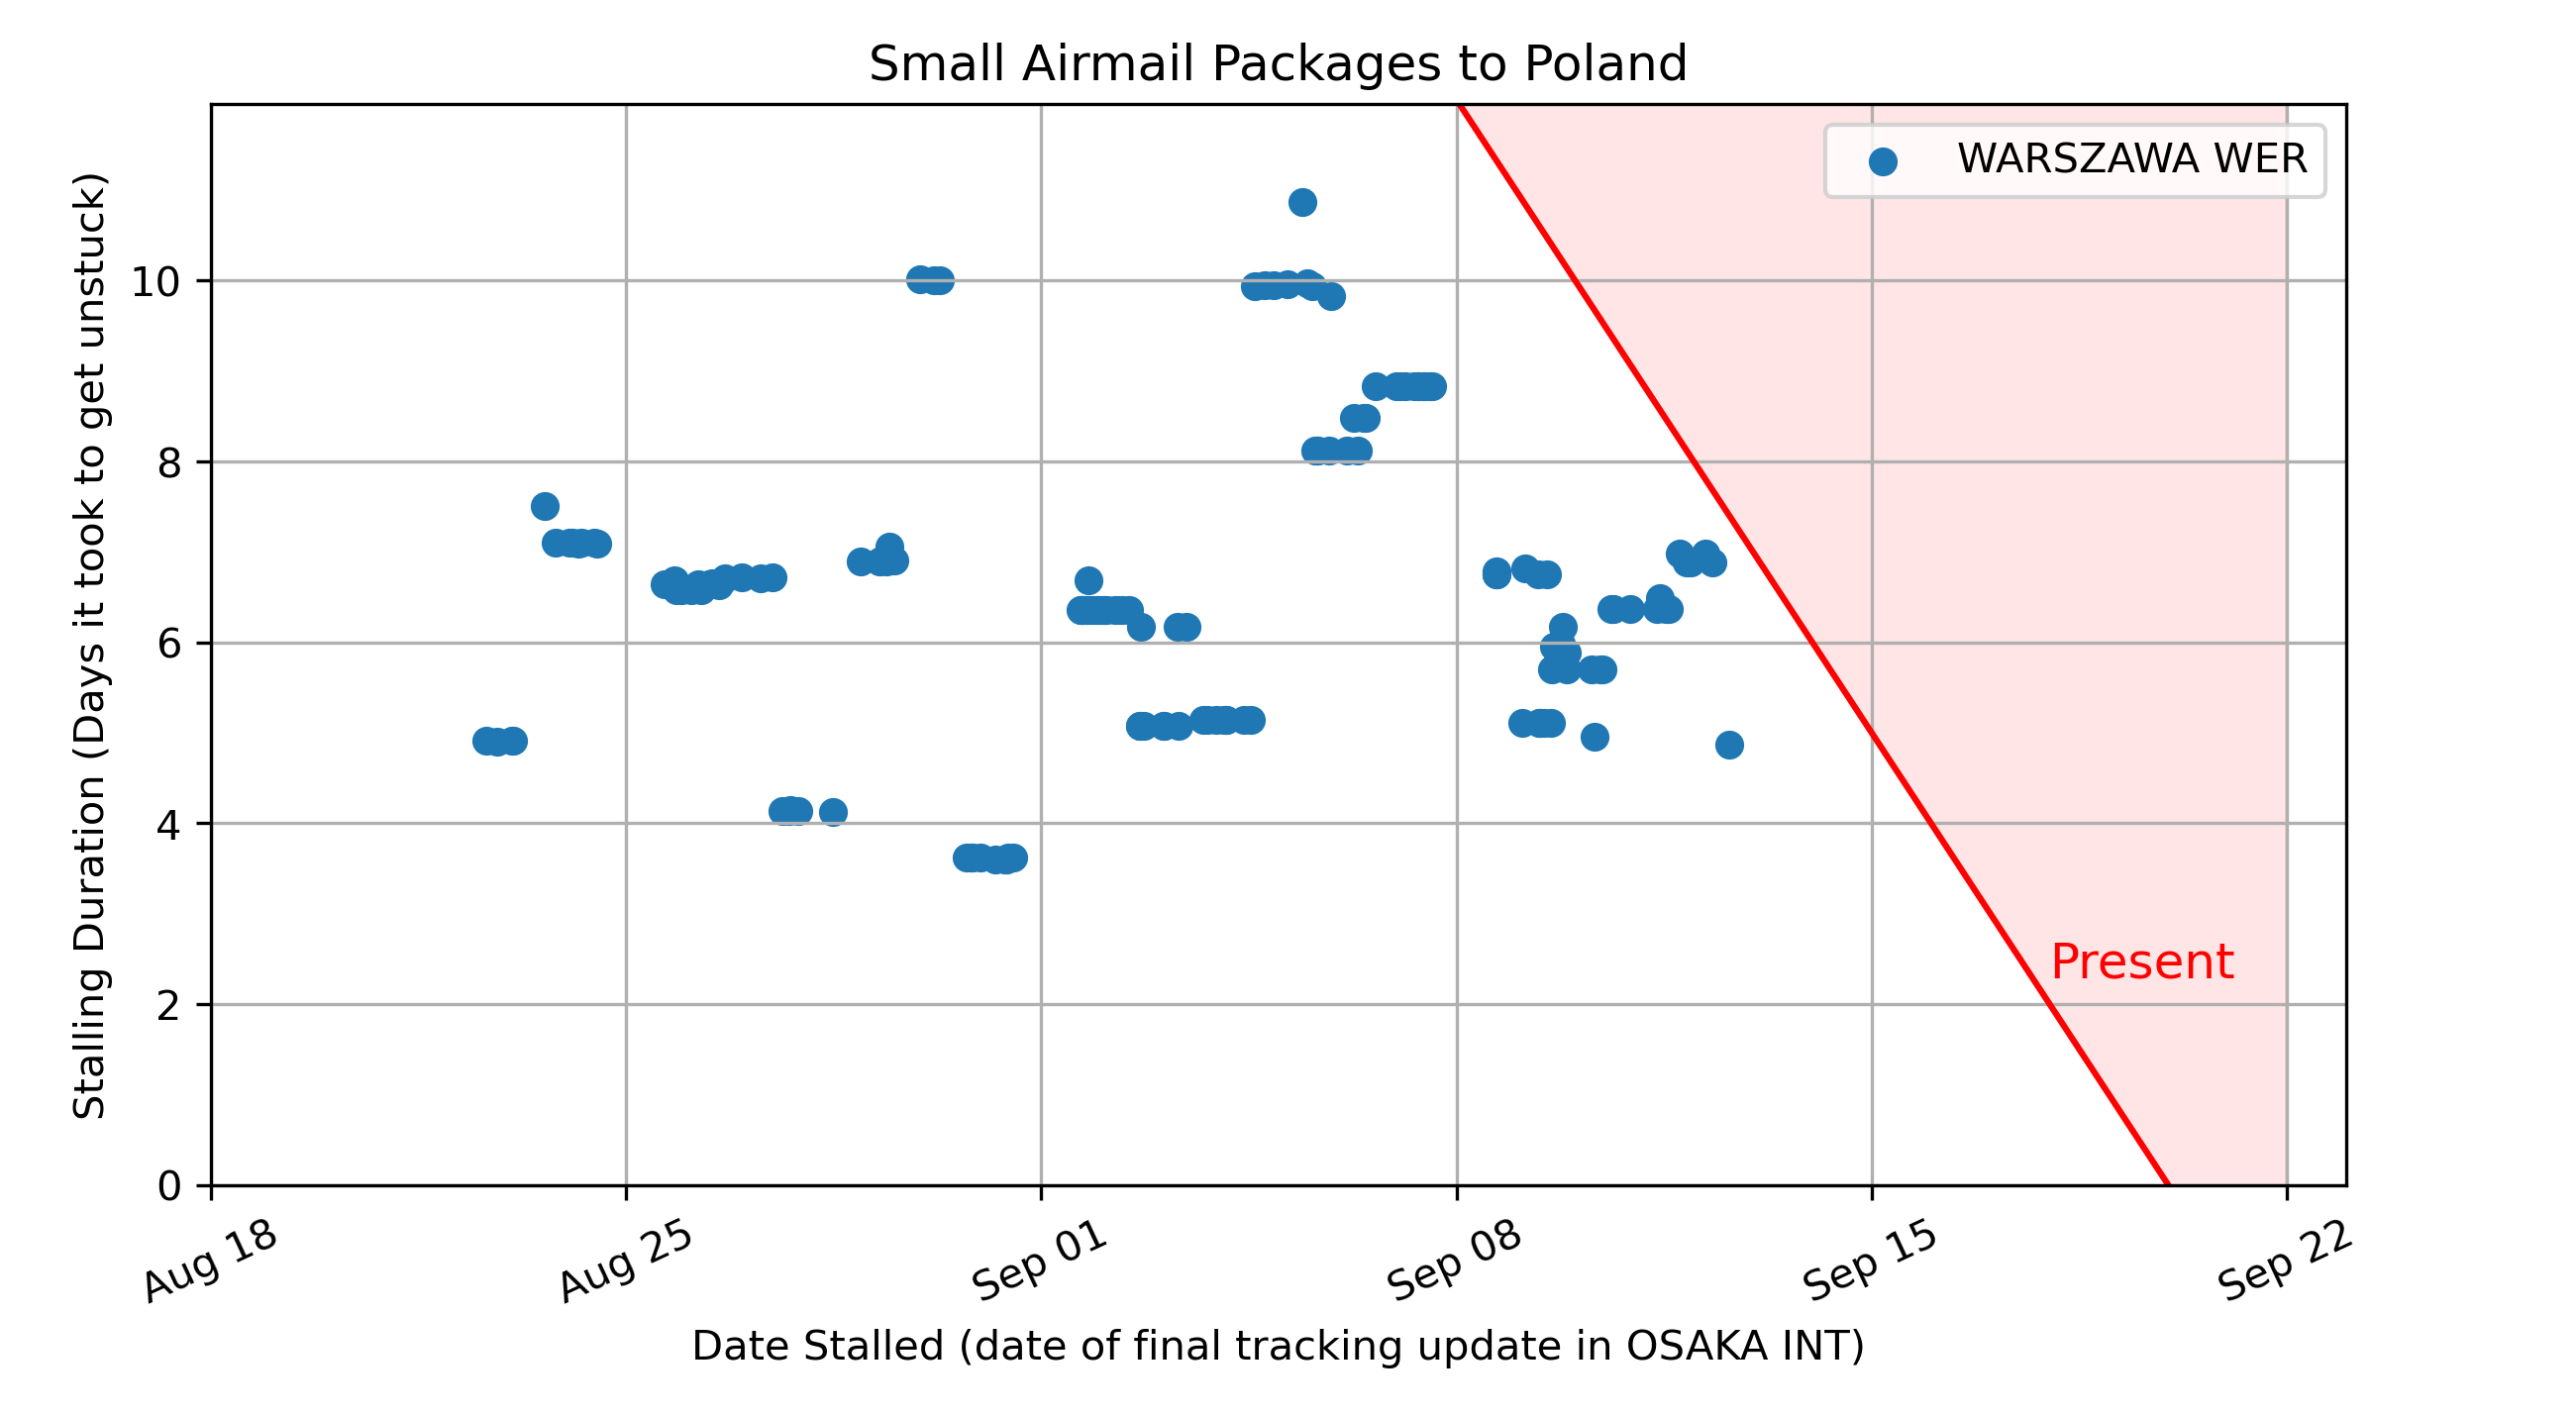 Small Airmail Packages to Poland
WARSZAWA WER
Stalling Duration (Days it took to get unstuck)
10
8
6
4
2
0
Present
Aug 18
Aug 25
Sep 01
Sep 08
Sep 15
Sep 22
Date Stalled (date of final tracking update in OSAKA INT)